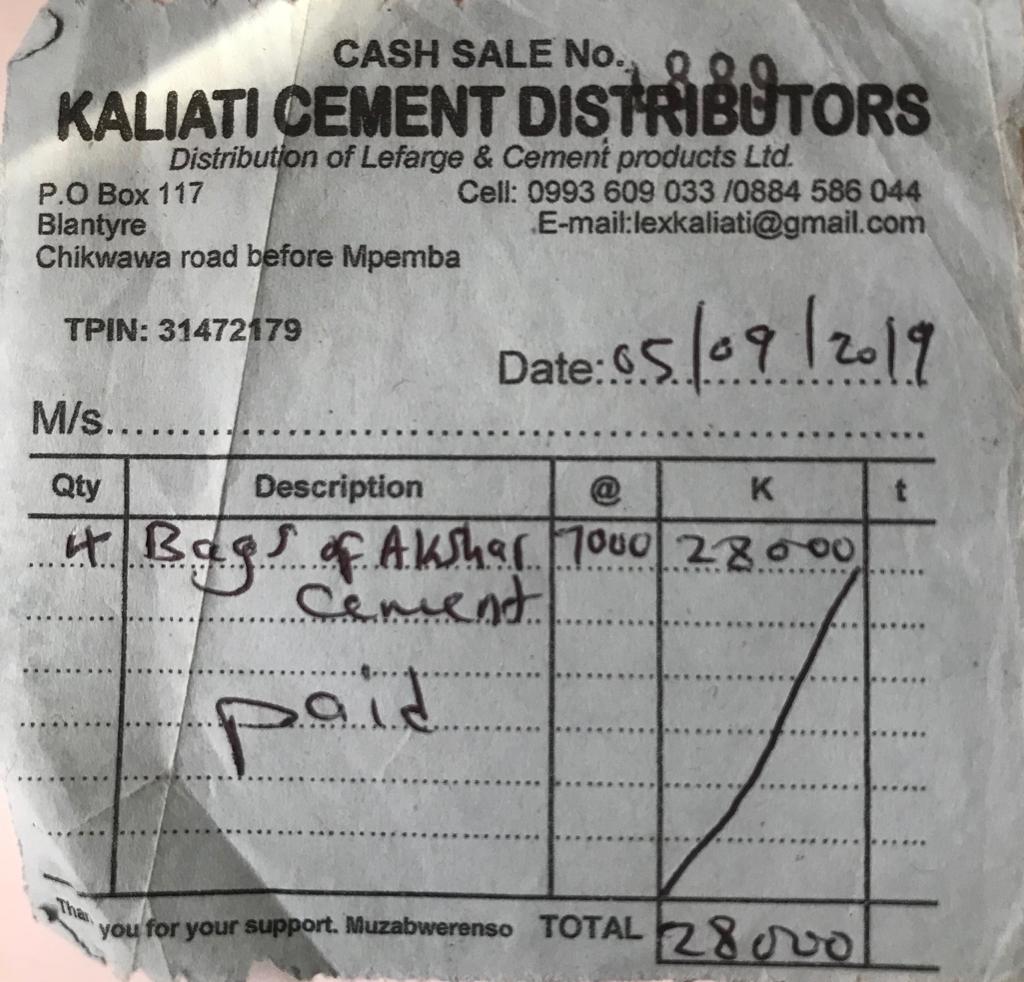 CASH SALE No. 1889
KALIATI CEMENT DISTRIBUTORS
Distribution of Lefarge & Cement products Ltd.
P.O Box 117 Cell: 0993 609 033 /0884 586 044
Blantyre E-mail:lexkaliati@gmail.com
Chikwawa road before Mpemba
TPIN: 31472179
Date: 05/09/2019
M/s
Qty Description @ K t
4 Bags of Akshar 7000 28000
Cement
paid
Than you for your support. Muzabwerenso TOTAL 28000